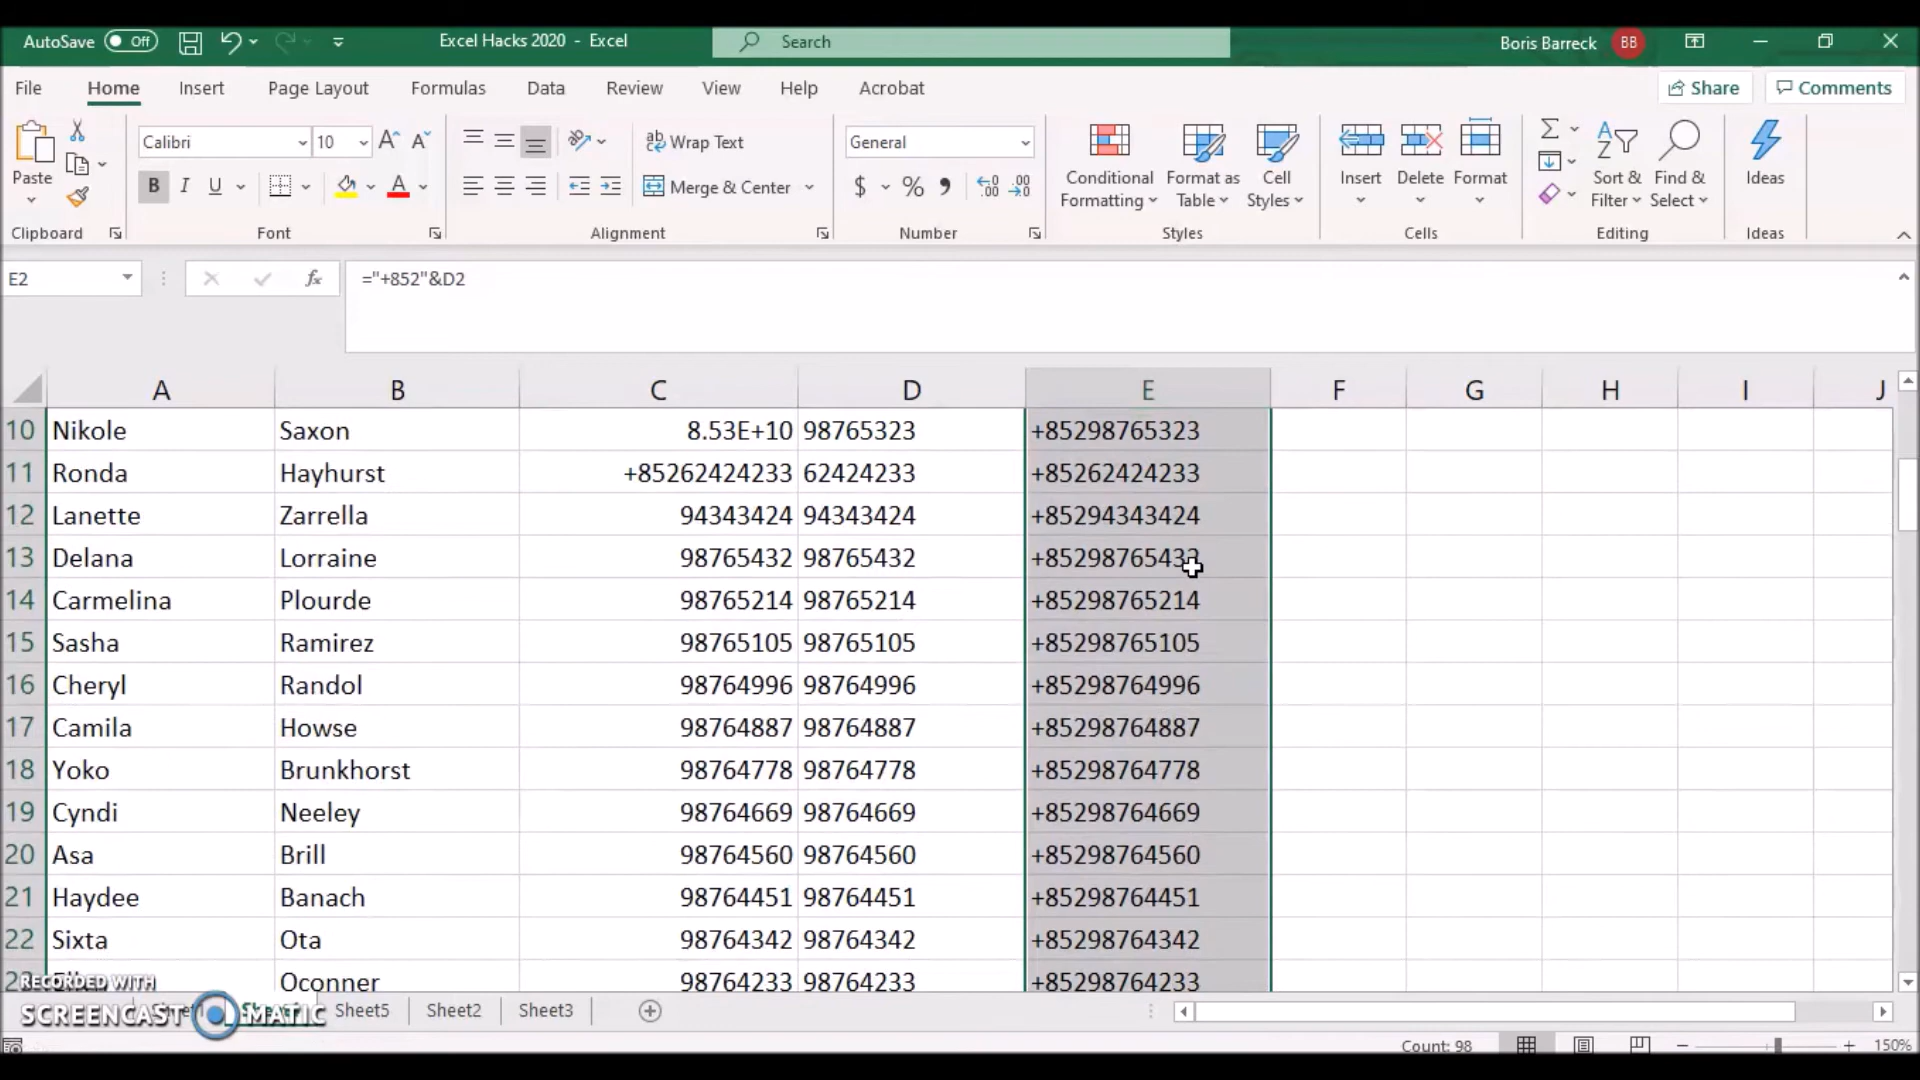 AutoSave Off Excel Hacks 2020 - Excel Search Boris Barreck BB
File Home Insert Page Layout Formulas Data Review View Help Acrobat Share Comments
Paste
Clipboard
Calibri 10
B I U
Font
Wrap Text
Merge & Center
Alignment
General
$ % ,
Number
Conditional Formatting
Format as Table
Cell Styles
Styles
Insert
Delete
Format
Cells
Sort & Filter
Find & Select
Editing
Ideas
Ideas
E2 fx ="+852"&D2
A B C D E F G H I J
10 Nikole Saxon 8.53E+10 98765323 +85298765323
11 Ronda Hayhurst +85262424233 62424233 +85262424233
12 Lanette Zarrella 94343424 94343424 +85294343424
13 Delana Lorraine 98765432 98765432 +85298765432
14 Carmelina Plourde 98765214 98765214 +85298765214
15 Sasha Ramirez 98765105 98765105 +85298765105
16 Cheryl Randol 98764996 98764996 +85298764996
17 Camila Howse 98764887 98764887 +85298764887
18 Yoko Brunkhorst 98764778 98764778 +85298764778
19 Cyndi Neeley 98764669 98764669 +85298764669
20 Asa Brill 98764560 98764560 +85298764560
21 Haydee Banach 98764451 98764451 +85298764451
22 Sixta Ota 98764342 98764342 +85298764342
Oconner 98764233 98764233 +85298764233
RECORDED WITH
SCREENCAST MATIC
Sheet5 Sheet2 Sheet3
Count: 98 150%